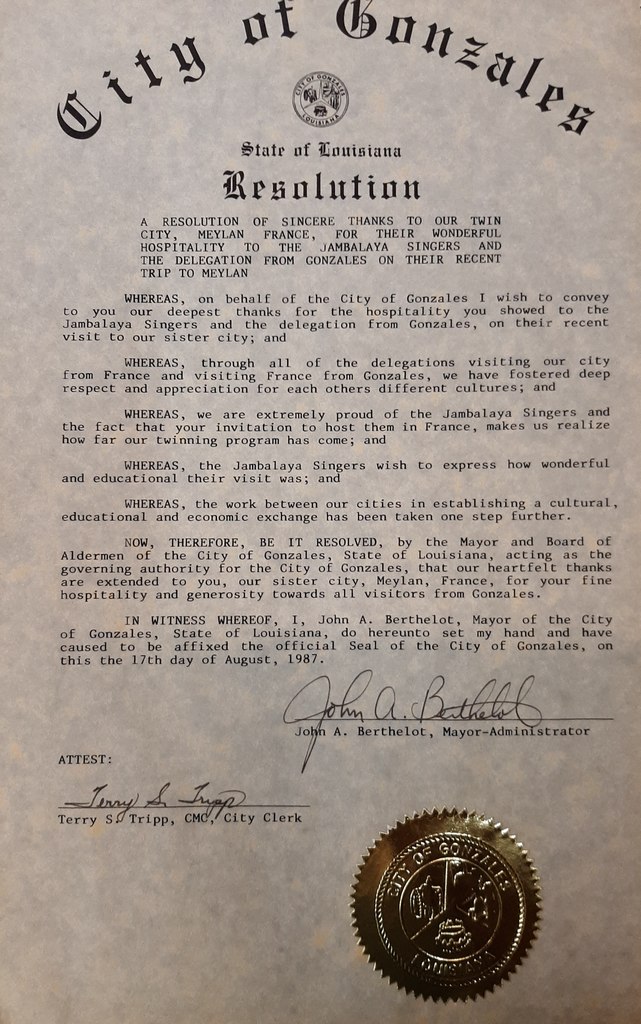 City of Gonzales
CITY OF GONZALES
LOUISIANA
State of Louisiana
Resolution
A RESOLUTION OF SINCERE THANKS TO OUR TWIN
CITY, MEYLAN FRANCE, FOR THEIR WONDERFUL
HOSPITALITY TO THE JAMBALAYA SINGERS AND
THE DELEGATION FROM GONZALES ON THEIR RECENT
TRIP TO MEYLAN
WHEREAS, on behalf of the City of Gonzales I wish to convey
to you our deepest thanks for the hospitality you showed to the
Jambalaya Singers and the delegation from Gonzales, on their recent
visit to our sister city; and
WHEREAS, through all of the delegations visiting our city
from France and visiting France from Gonzales, we have fostered deep
respect and appreciation for each others different cultures; and
WHEREAS, we are extremely proud of the Jambalaya Singers and
the fact that your invitation to host them in France, makes us realize
how far our twinning program has come; and
WHEREAS, the Jambalaya Singers wish to express how wonderful
and educational their visit was; and
WHEREAS, the work between our cities in establishing a cultural,
educational and economic exchange has been taken one step further.
NOW, THEREFORE, BE IT RESOLVED, by the Mayor and Board of
Aldermen of the City of Gonzales, State of Louisiana, acting as the
governing authority for the City of Gonzales, that our heartfelt thanks
are extended to you, our sister city, Meylan, France, for your fine
hospitality and generosity towards all visitors from Gonzales.
IN WITNESS WHEREOF, I, John A. Berthelot, Mayor of the City
of Gonzales, State of Louisiana, do hereunto set my hand and have
caused to be affixed the official Seal of the City of Gonzales, on
this the 17th day of August, 1987.
John A. Berthelot
John A. Berthelot, Mayor-Administrator
ATTEST:
Terry S. Tripp
Terry S. Tripp, CMC, City Clerk
CITY OF GONZALES
LOUISIANA